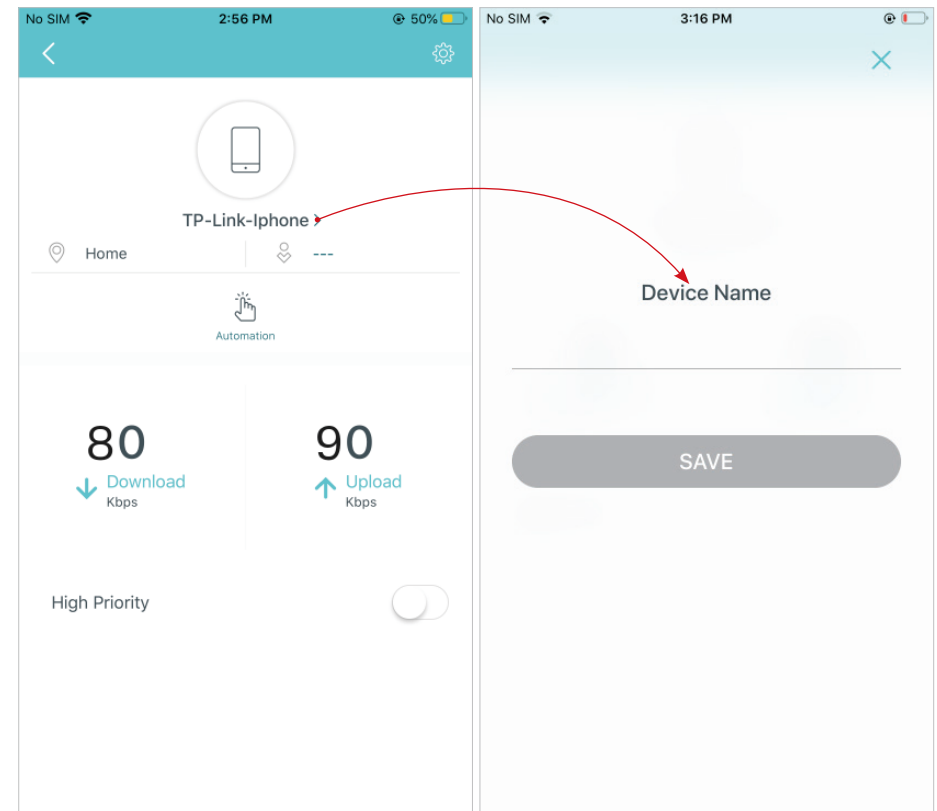 No SIM 2:56 PM 50%
TP-Link-Iphone >
Home ---
Automation
80 90
Download Upload
Kbps Kbps
High Priority
No SIM 3:16 PM
Device Name
SAVE